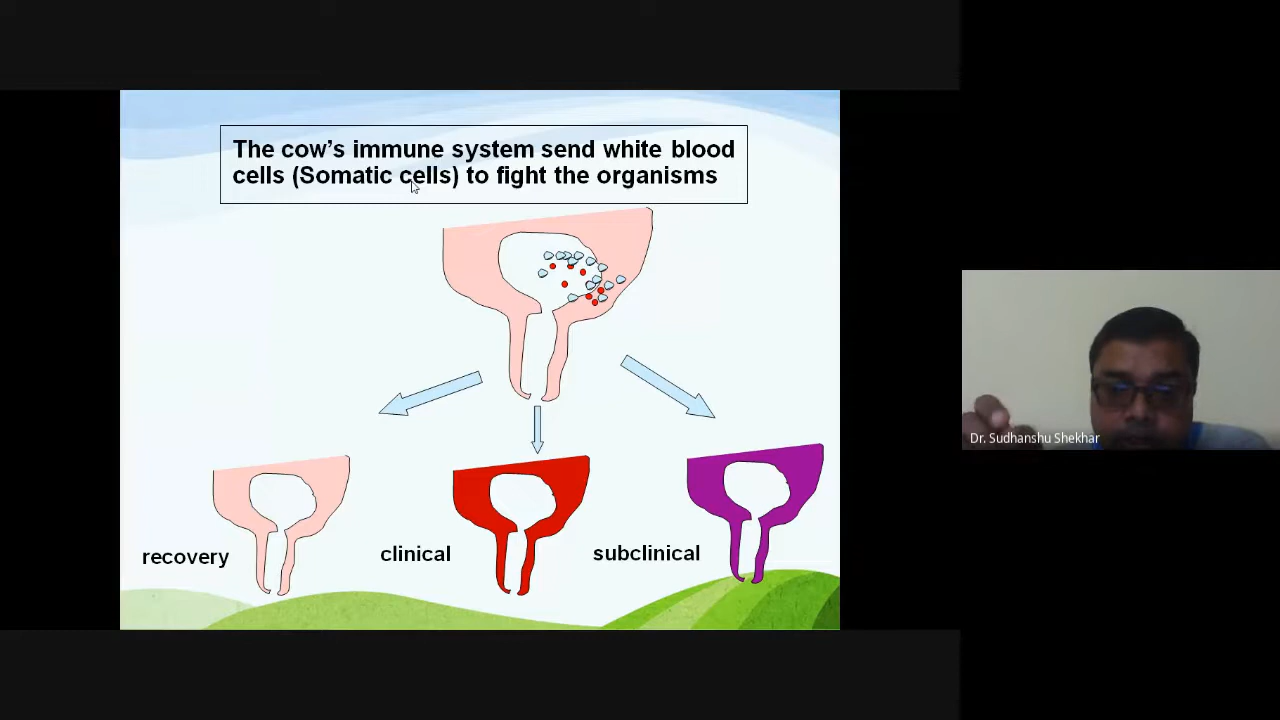 The cow's immune system send white blood
cells (Somatic cells) to fight the organisms
recovery
clinical
subclinical
Dr. Sudhanshu Shekhar